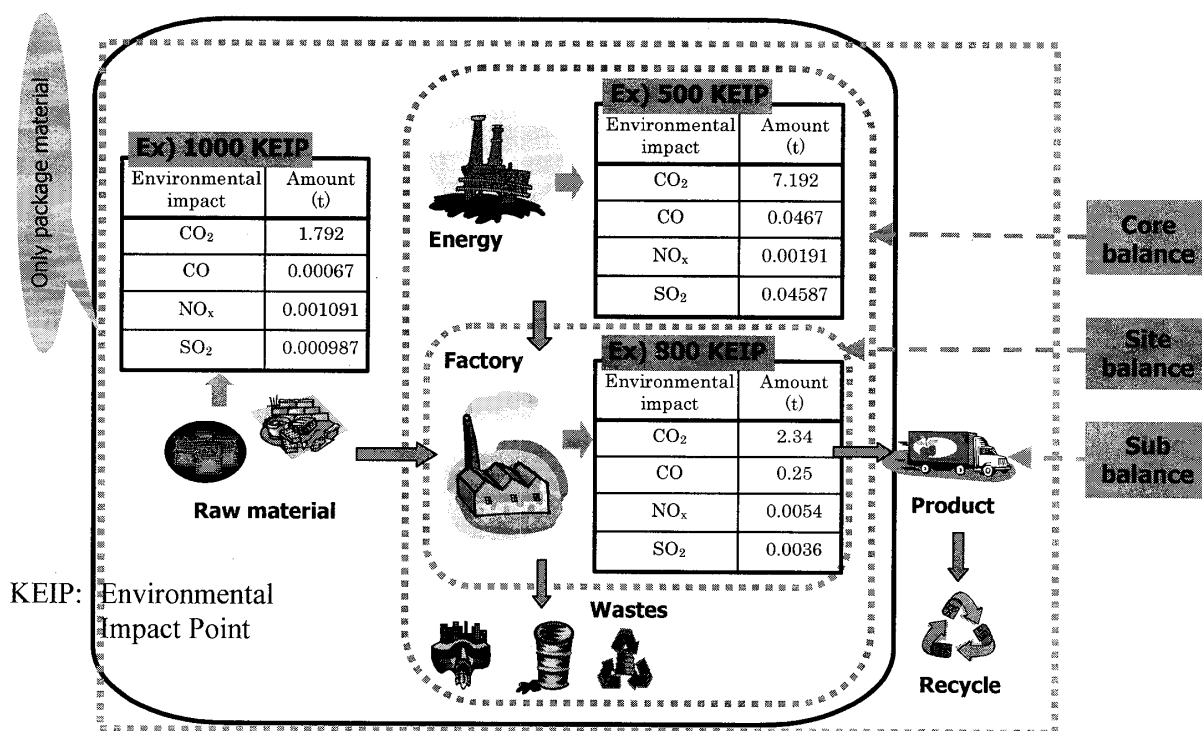 Only package material
Ex) 1000 KEIP
Environmental impact Amount (t)
CO₂ 1.792
CO 0.00067
NOₓ 0.001091
SO₂ 0.000987
Raw material
KEIP: Environmental
Impact Point
Energy
Ex) 500 KEIP
Environmental impact Amount (t)
CO₂ 7.192
CO 0.0467
NOₓ 0.00191
SO₂ 0.04587
Factory
Ex) 800 KEIP
Environmental impact Amount (t)
CO₂ 2.34
CO 0.25
NOₓ 0.0054
SO₂ 0.0036
Wastes
Product
Recycle
Core
balance
Site
balance
Sub
balance